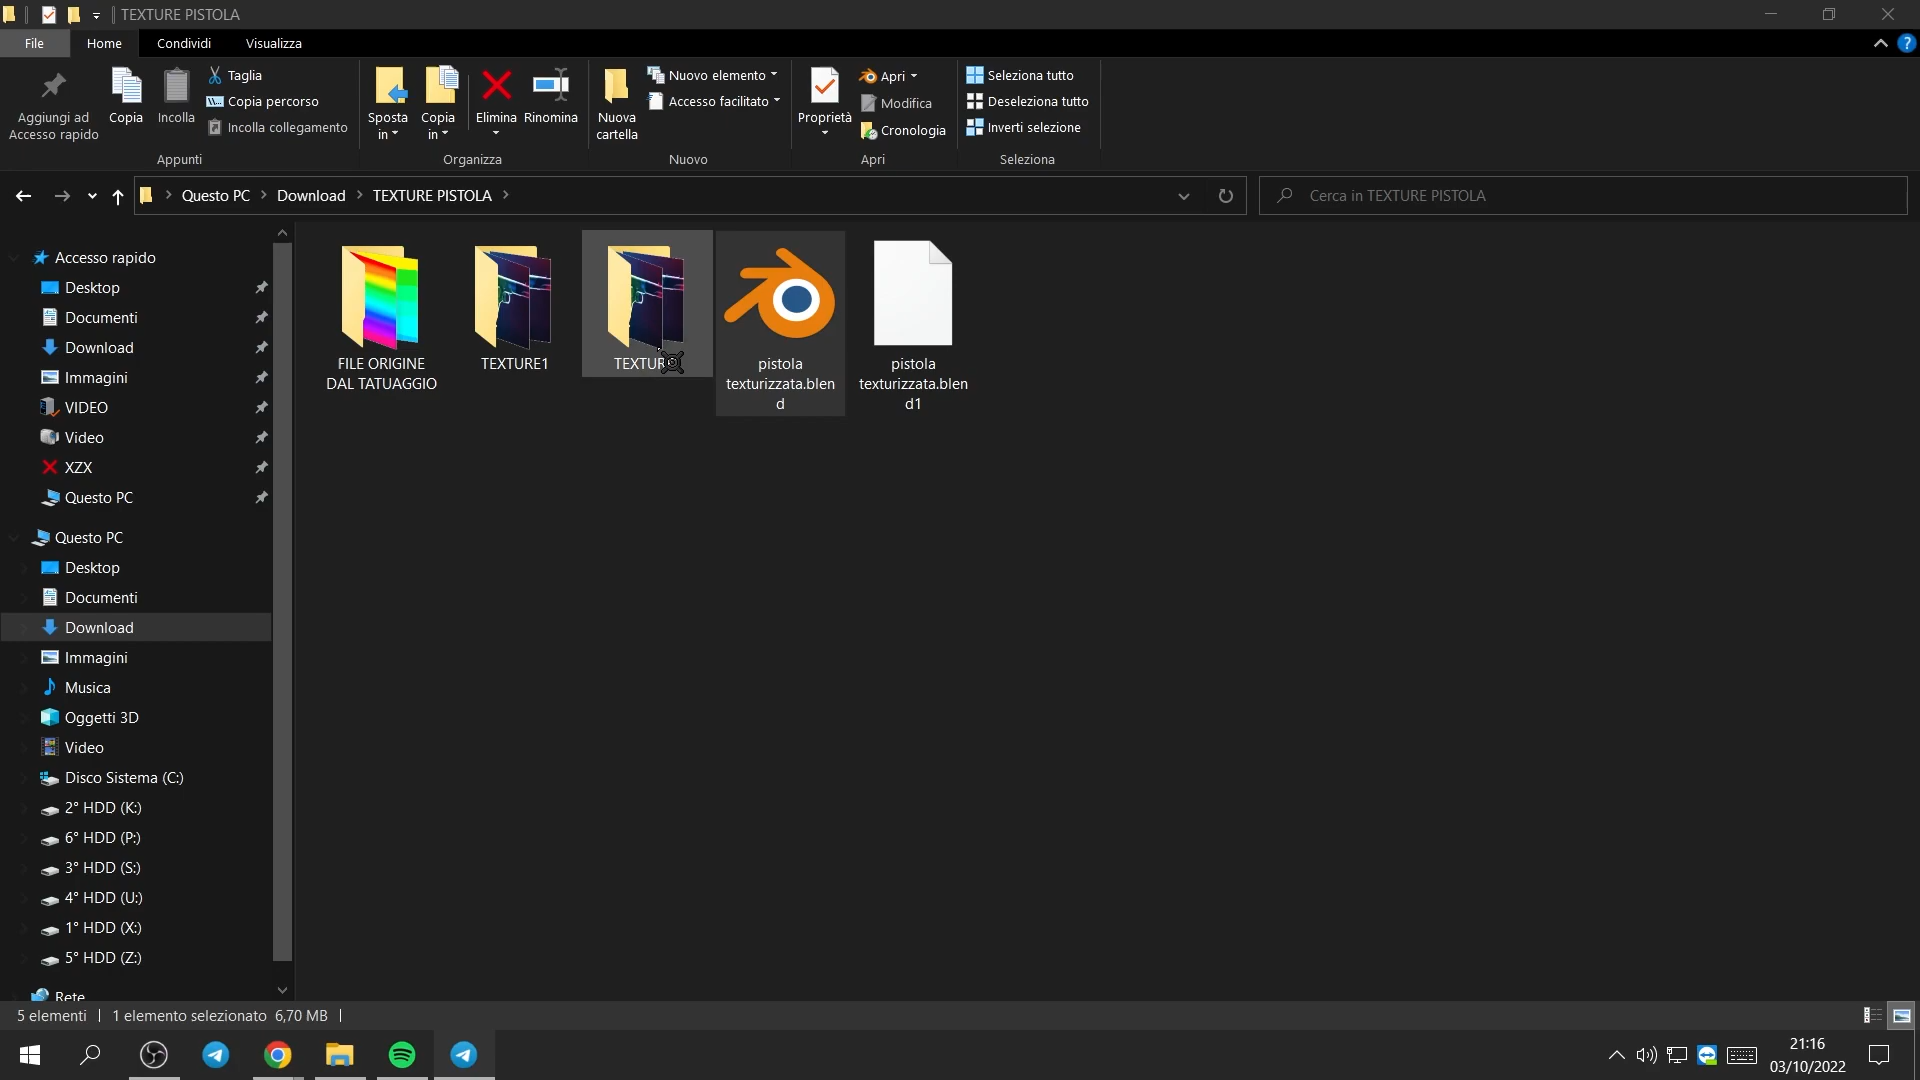 TEXTURE PISTOLA
File
Home
Condividi
Visualizza
?
Aggiungi ad
Accesso rapido
Copia
Incolla
Taglia
Copia percorso
Incolla collegamento
Appunti
Sposta
in
Copia
in
Elimina
Rinomina
Organizza
Nuova
cartella
Nuovo elemento
Accesso facilitato
Nuovo
Proprietà
Apri
Modifica
Cronologia
Apri
Seleziona tutto
Deseleziona tutto
Inverti selezione
Seleziona
Questo PC
Download
TEXTURE PISTOLA
Cerca in TEXTURE PISTOLA
Accesso rapido
Desktop
Documenti
Download
Immagini
VIDEO
Video
XZX
Questo PC
Questo PC
Desktop
Documenti
Download
Immagini
Musica
Oggetti 3D
Video
Disco Sistema (C:)
2° HDD (K:)
6° HDD (P:)
3° HDD (S:)
4° HDD (U:)
1° HDD (X:)
5° HDD (Z:)
Rete
FILE ORIGINE
DAL TATUAGGIO
TEXTURE1
pistola
texturizzata.blen
d
pistola
texturizzata.blen
d1
5 elementi
1 elemento selezionato 6,70 MB
21:16
03/10/2022